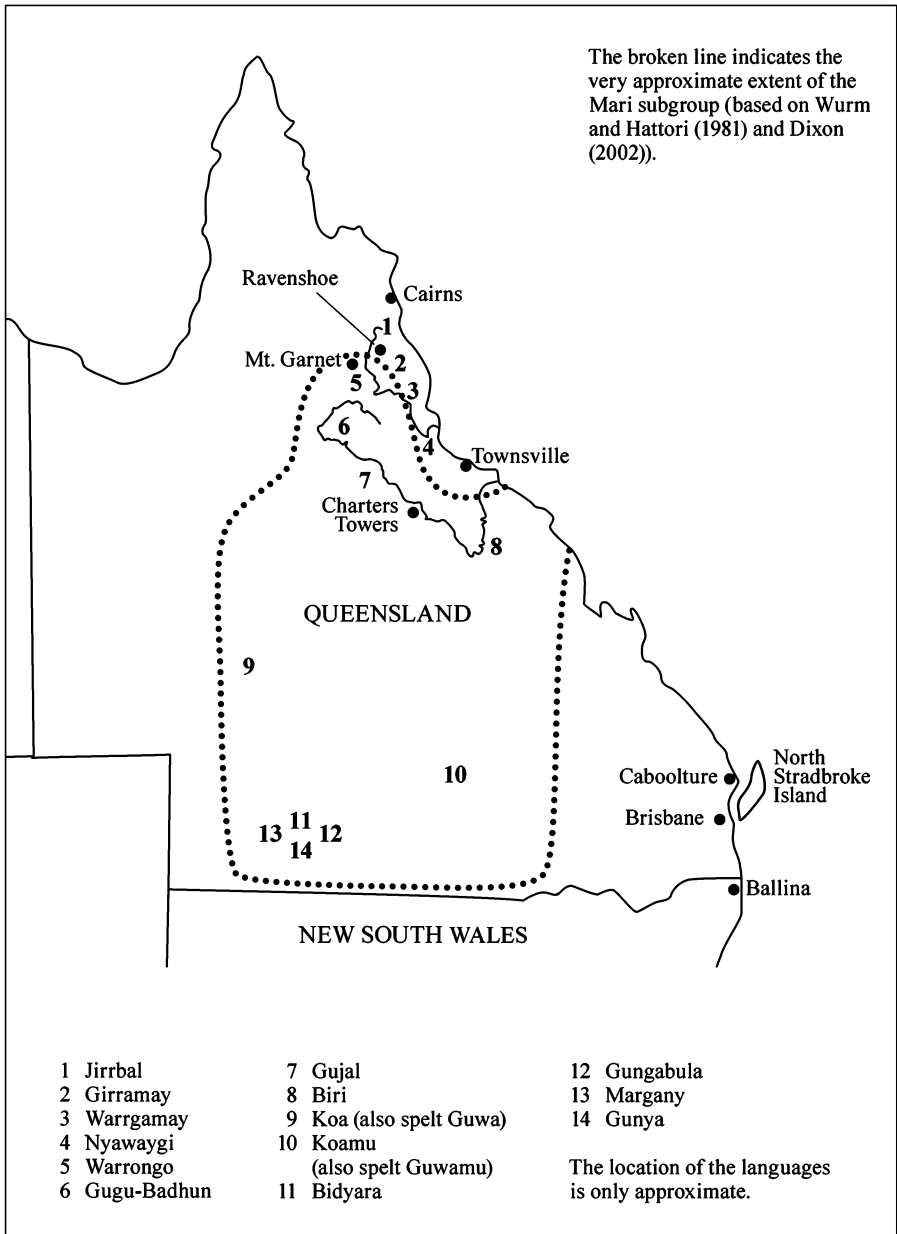 The broken line indicates the
very approximate extent of the
Mari subgroup (based on Wurm
and Hattori (1981) and Dixon
(2002)).
Ravenshoe
Cairns
1
Mt. Garnet
2
5
3
6
4
Townsville
7
Charters
Towers
8
QUEENSLAND
9
10
Caboolture
North
Stradbroke
Island
Brisbane
11
13
12
14
Ballina
NEW SOUTH WALES
1 Jirrbal
2 Girramay
3 Warrgamay
4 Nyawaygi
5 Warrongo
6 Gugu-Badhun
7 Gujal
8 Biri
9 Koa (also spelt Guwa)
10 Koamu
(also spelt Guwamu)
11 Bidyara
12 Gungabula
13 Margany
14 Gunya
The location of the languages
is only approximate.